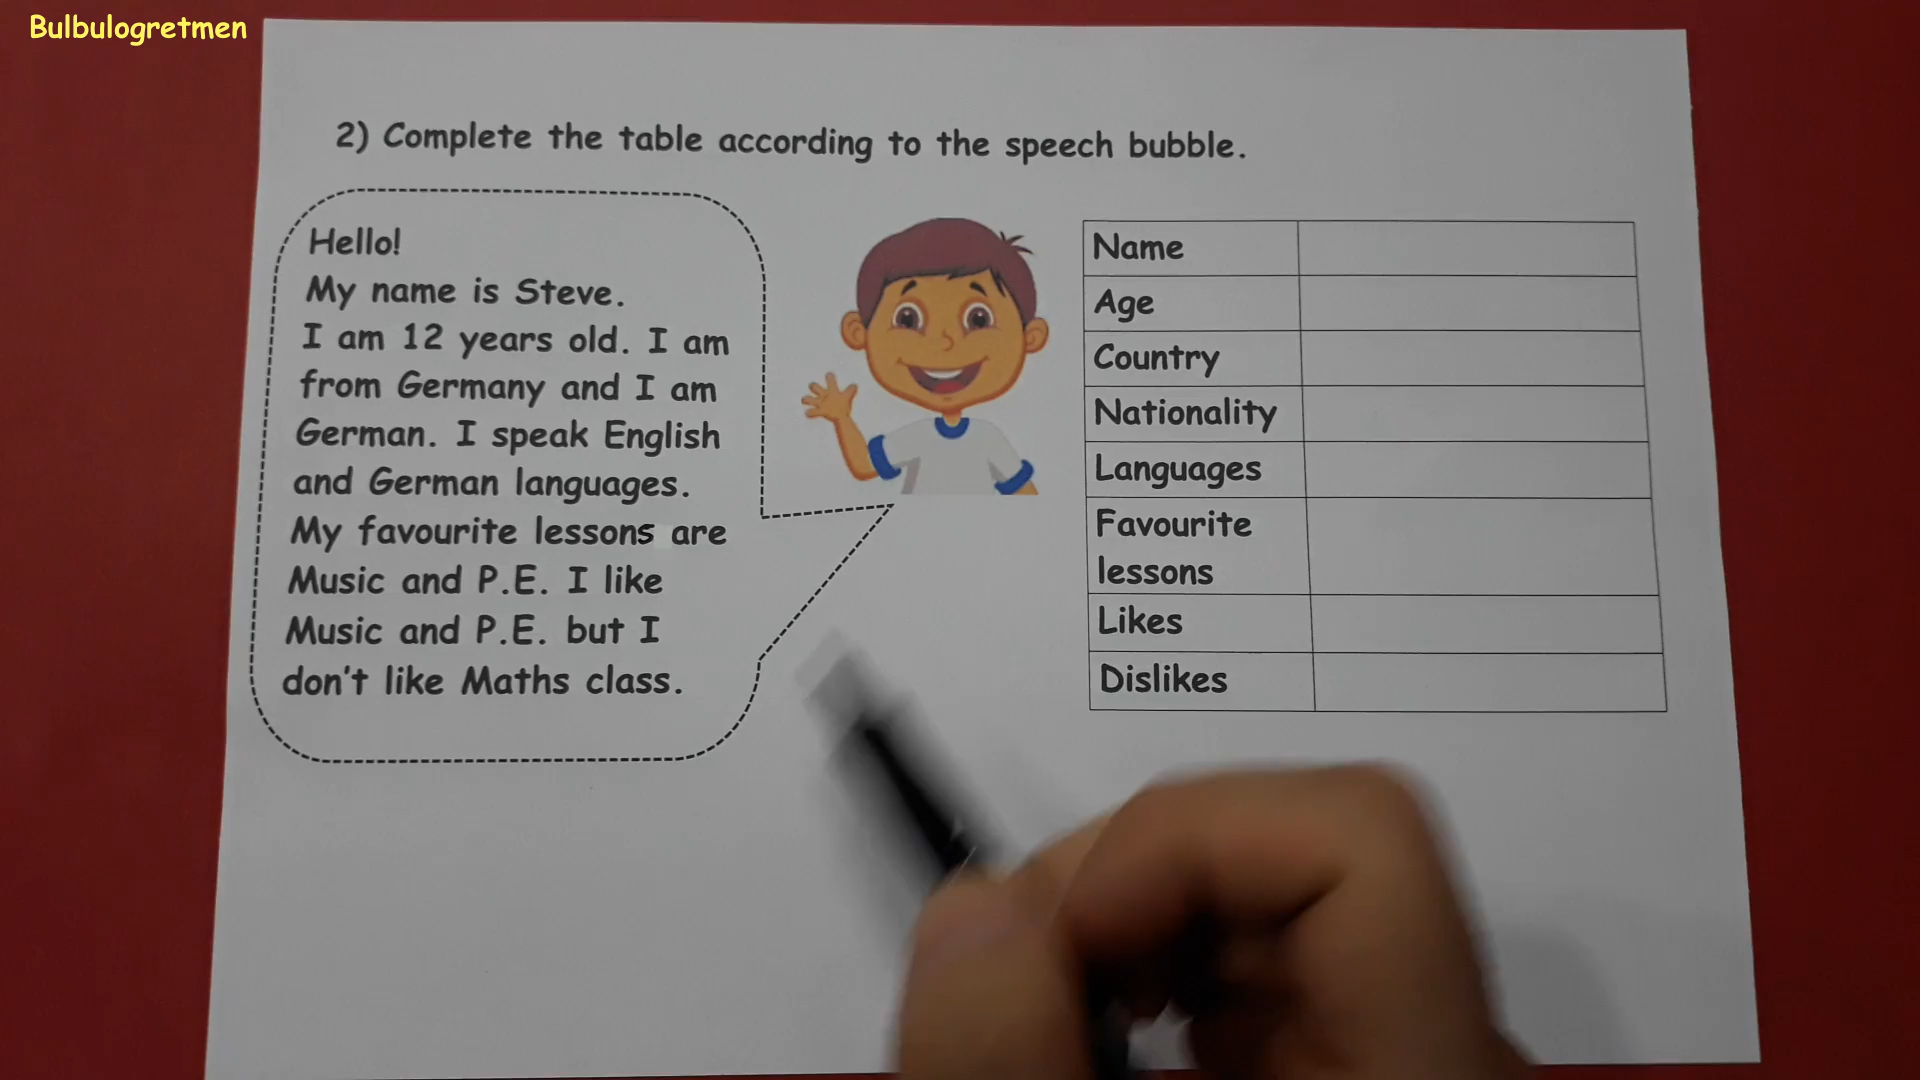 Bulbulogretmen
2) Complete the table according to the speech bubble.
Hello!
My name is Steve.
I am 12 years old. I am
from Germany and I am
German. I speak English
and German languages.
My favourite lessons are
Music and P.E. I like
Music and P.E. but I
don't like Maths class.
Name
Age
Country
Nationality
Languages
Favourite
lessons
Likes
Dislikes